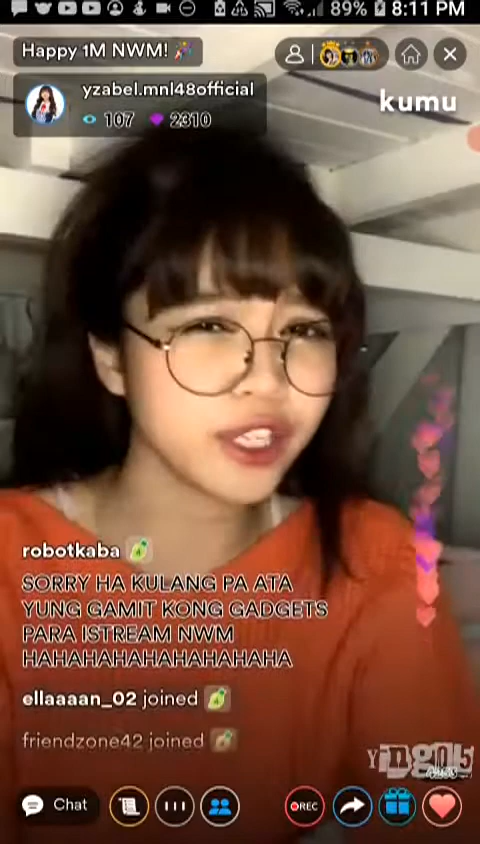 89% 8:11 PM
Happy 1M NWM! 🎉
yzabel.mnl48official
107 2310
kumu
robotkaba
SORRY HA KULANG PA ATA
YUNG GAMIT KONG GADGETS
PARA ISTREAM NWM
HAHAHAHAHAHAHAHAHA
ellaaaan_02 joined
friendzone42 joined
Chat
REC